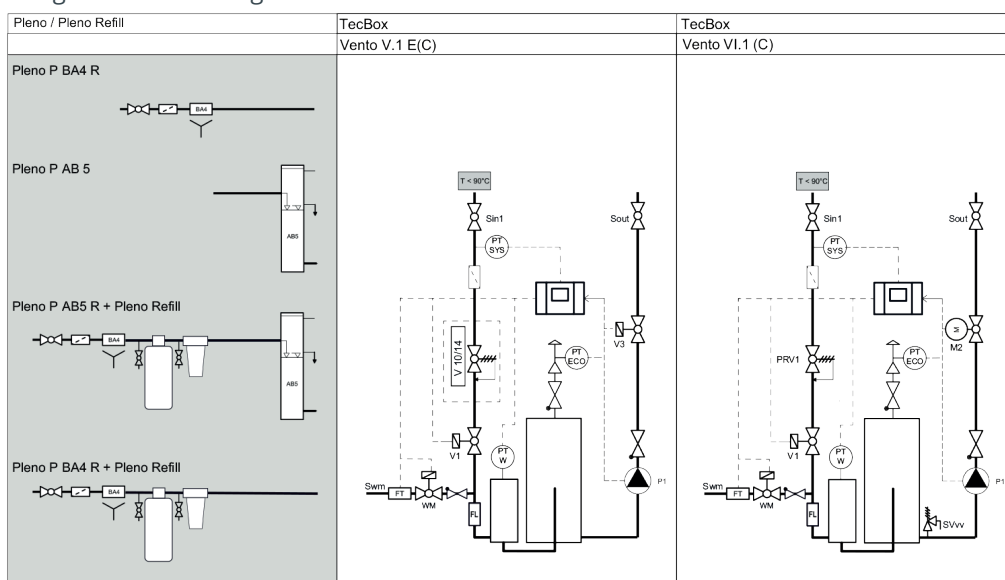 Pleno / Pleno Refill
TecBox
TecBox
Vento V.1 E(C)
Vento VI.1 (C)
Pleno P BA4 R
BA4
Pleno P AB 5
AB5
Pleno P AB5 R + Pleno Refill
BA4
AB5
Pleno P BA4 R + Pleno Refill
BA4
T < 90°C
Sin1
Sout
PT
SYS
V 10/14
V3
PT
ECO
V1
PT
W
Swm
FT
WM
FL
P1
T < 90°C
Sin1
Sout
PT
SYS
M
M2
PRV1
PT
ECO
V1
PT
W
Swm
FT
WM
FL
P1
SVvv